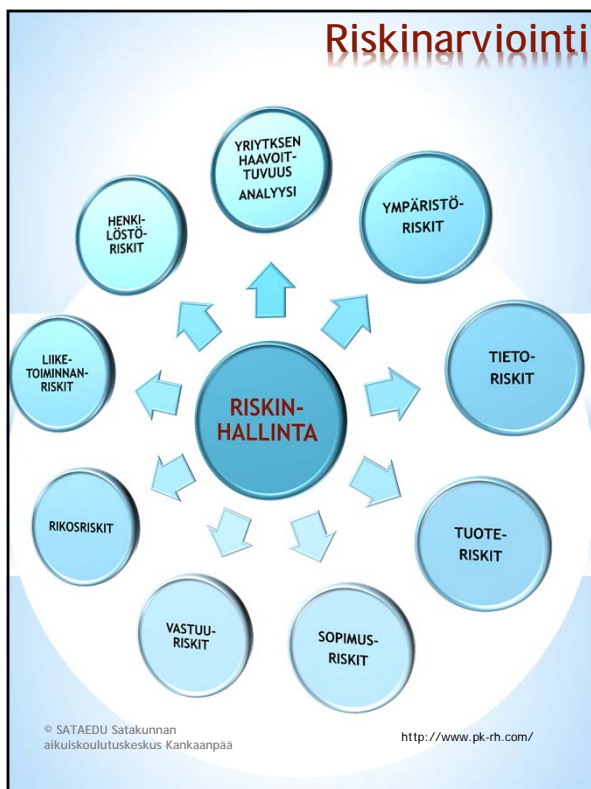 Riskinarviointi
YRIYTKSEN
HAAVOIT-
TUVUUS
ANALYYSI
YMPÄRISTÖ-
RISKIT
TIETO-
RISKIT
TUOTE-
RISKIT
SOPIMUS-
RISKIT
VASTUU-
RISKIT
RIKOSRISKIT
LIIKE-
TOIMINNAN-
RISKIT
HENKI-
LÖSTÖ-
RISKIT
RISKIN-
HALLINTA
© SATAEDU Satakunnan
aikuiskoulutuskeskus Kankaanpää
http://www.pk-rh.com/